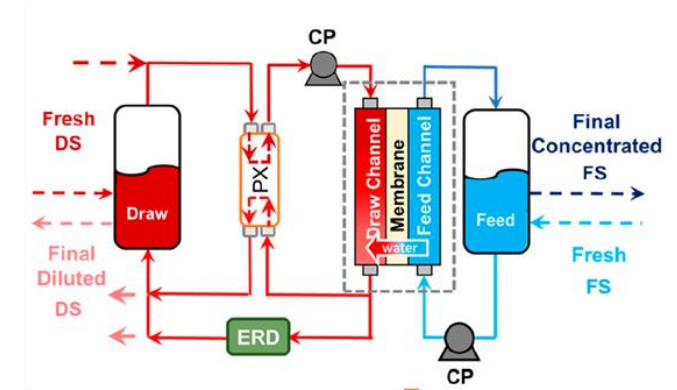 CP
Fresh
DS
Draw
Final
Diluted
DS
PX
ERD
Draw Channel
Membrane
Feed Channel
water
Feed
CP
Final
Concentrated
FS
Fresh
FS